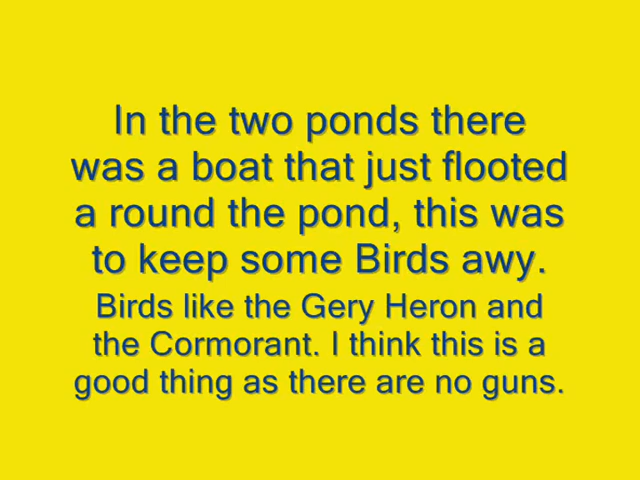 In the two ponds there
was a boat that just flooted
a round the pond, this was
to keep some Birds awy.
Birds like the Gery Heron and
the Cormorant. I think this is a
good thing as there are no guns.